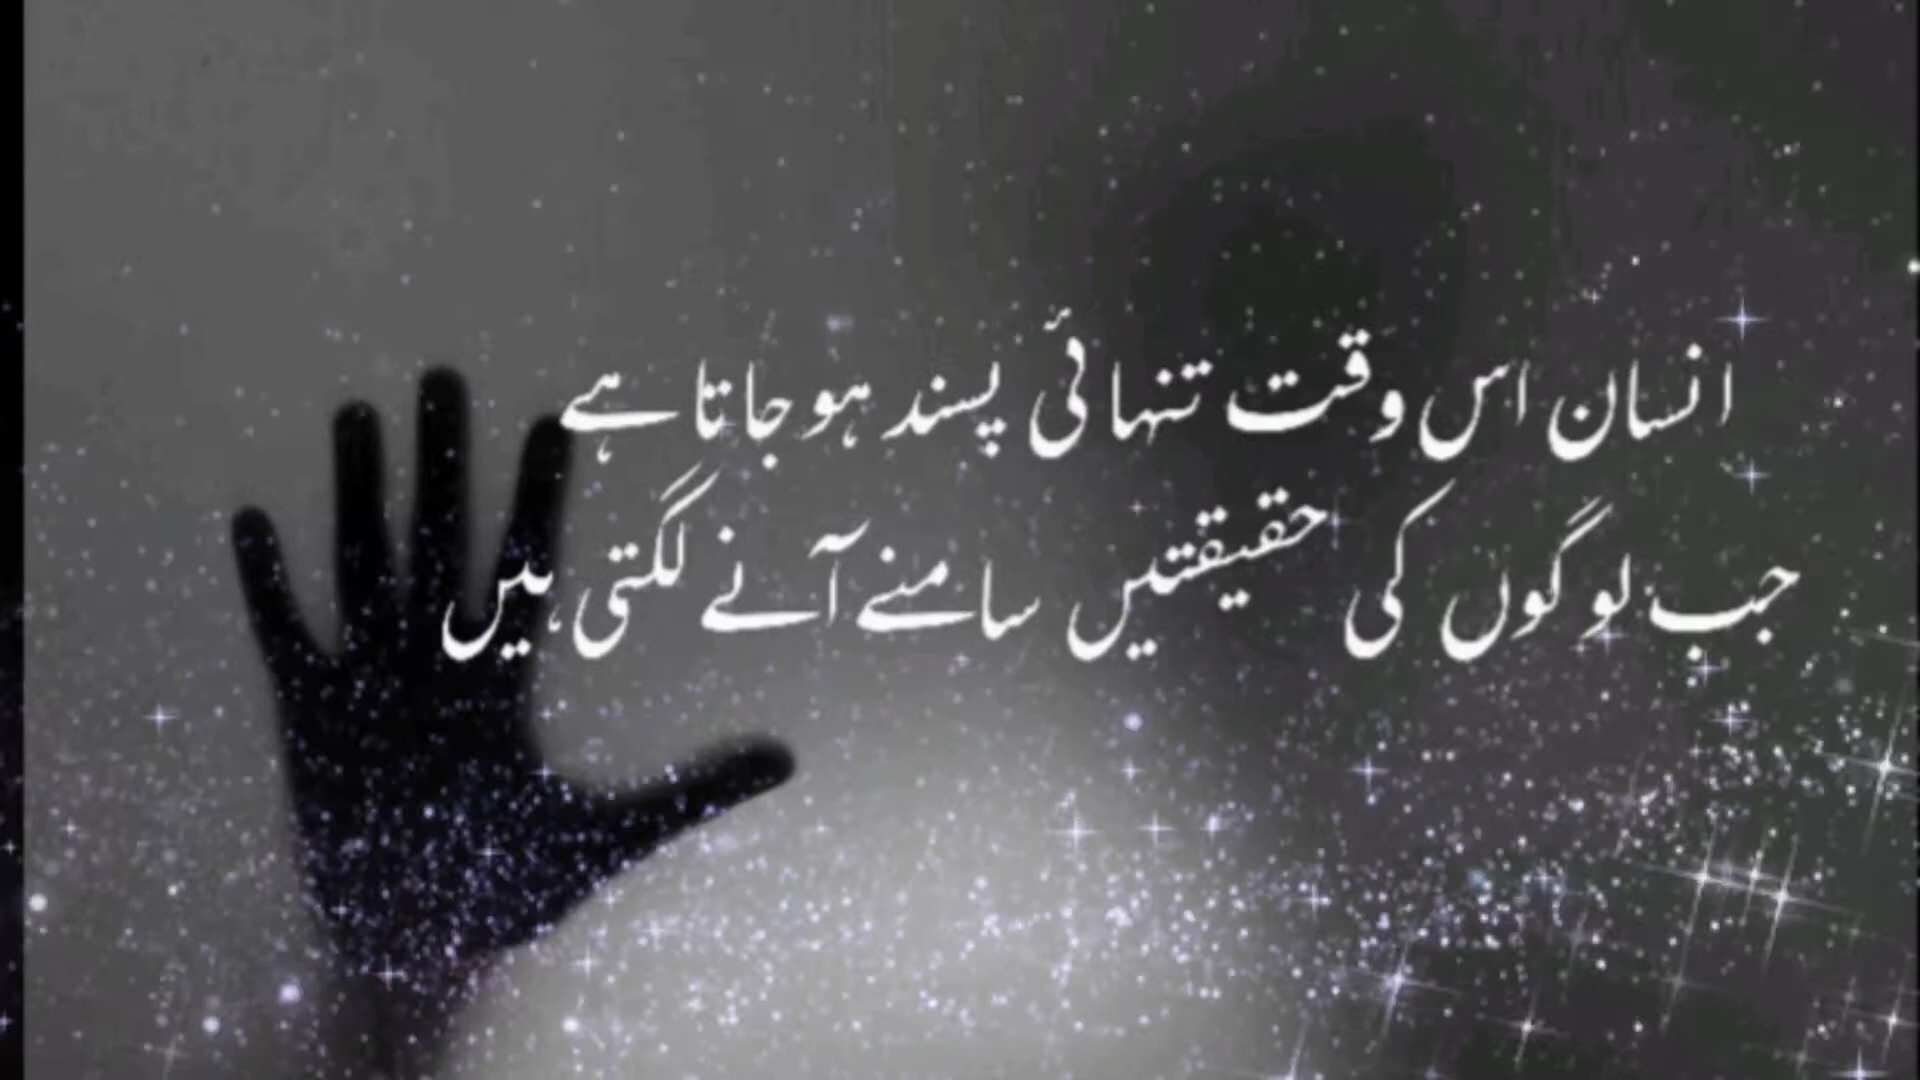 انسان اس وقت تنہائی پسند ہو جاتا ہے
جب لوگوں کی حقیقتیں سامنے آنے لگتی ہیں